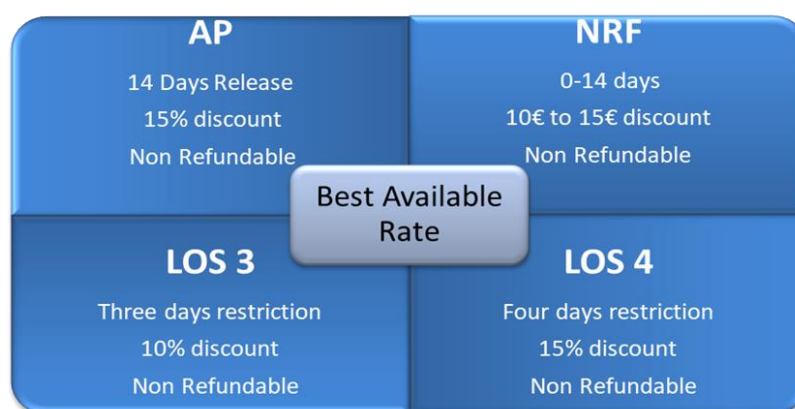 AP
14 Days Release
15% discount
Non Refundable
NRF
0-14 days
10€ to 15€ discount
Non Refundable
Best Available
Rate
LOS 3
Three days restriction
10% discount
Non Refundable
LOS 4
Four days restriction
15% discount
Non Refundable